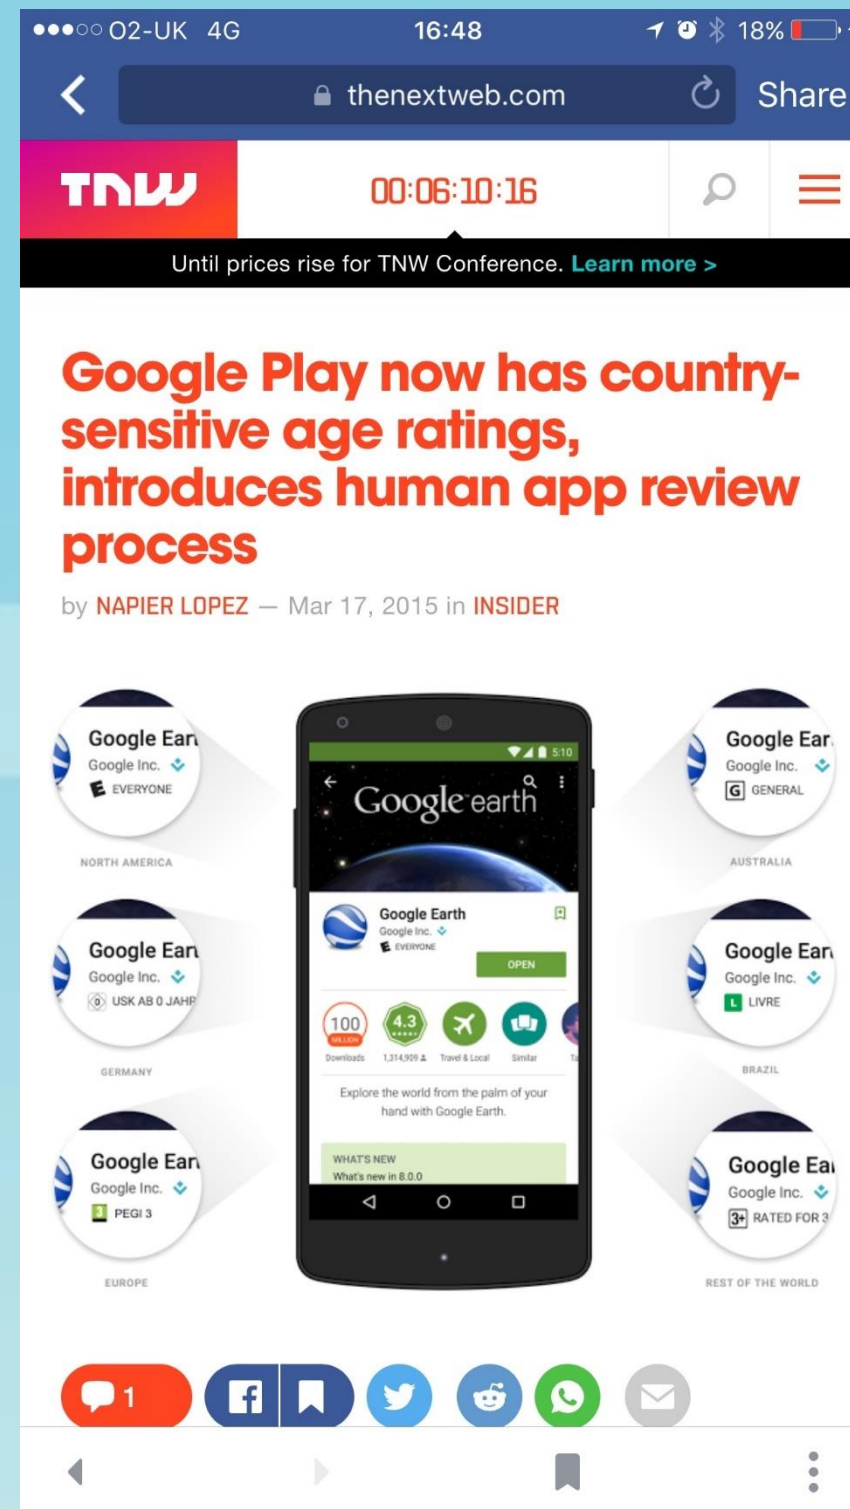 O2-UK 4G 16:48 18%
thenextweb.com Share
TNW 00:06:10:16
Until prices rise for TNW Conference. Learn more >
Google Play now has country-
sensitive age ratings,
introduces human app review
process
by NAPIER LOPEZ — Mar 17, 2015 in INSIDER
Google Ear
Google Inc.
E EVERYONE
NORTH AMERICA
Google Ear
Google Inc.
0 USK AB 0 JAHR
GERMANY
Google Ear
Google Inc.
3 PEGI 3
EUROPE
5:10
Google earth
Google Earth
Google Inc.
E EVERYONE
OPEN
100
MILLION
Downloads
4.3
1,314,909
Travel & Local
Similar
Explore the world from the palm of your
hand with Google Earth.
WHAT'S NEW
What's new in 8.0.0
Google Ear
Google Inc.
G GENERAL
AUSTRALIA
Google Ear
Google Inc.
L LIVRE
BRAZIL
Google Ea
Google Inc.
3+ RATED FOR 3
REST OF THE WORLD
1